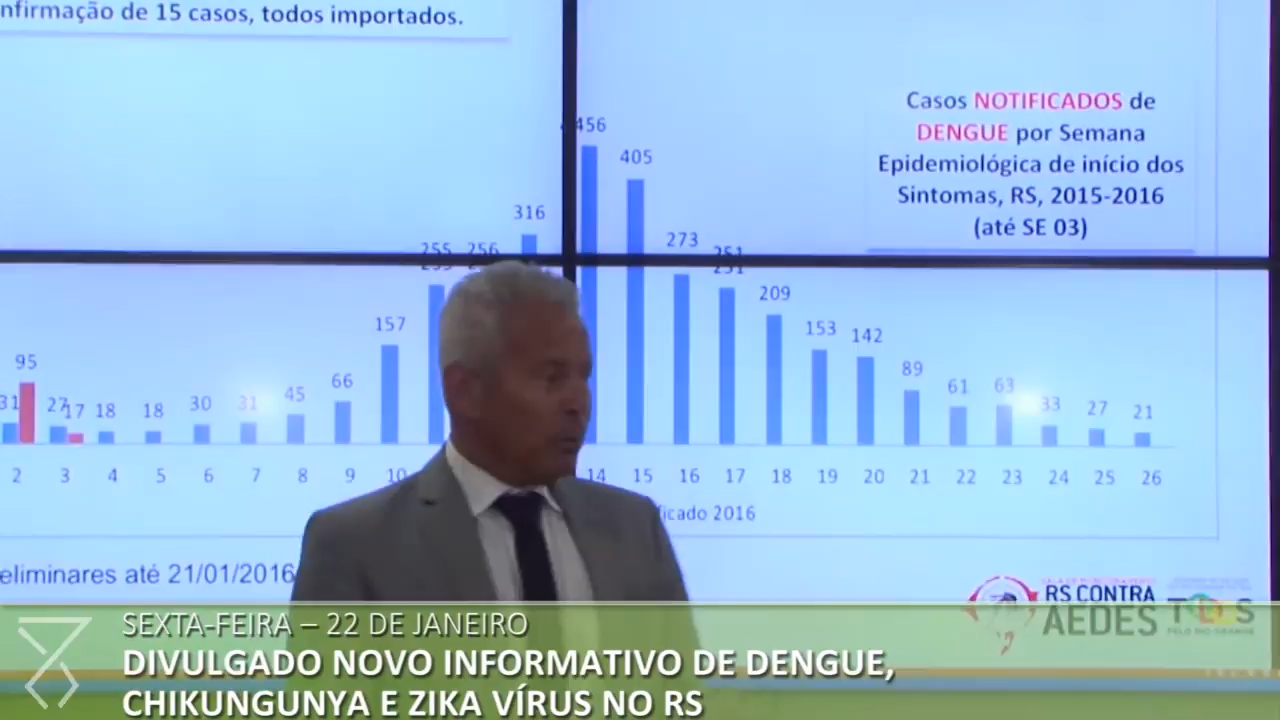 nfirmação de 15 casos, todos importados.
Casos NOTIFICADOS de
DENGUE por Semana
Epidemiológica de início dos
Sintomas, RS, 2015-2016
(até SE 03)
456
405
316
273
255 256
251
209
157
153 142
95
89
66
61 63
45
31 27 17 18 18 30 31
33 27 21
2 3 4 5 6 7 8 9 10 14 15 16 17 18 19 20 21 22 23 24 25 26
ficado 2016
eliminares até 21/01/2016
RS CONTRA
AEDES
SEXTA-FEIRA – 22 DE JANEIRO
DIVULGADO NOVO INFORMATIVO DE DENGUE,
CHIKUNGUNYA E ZIKA VÍRUS NO RS